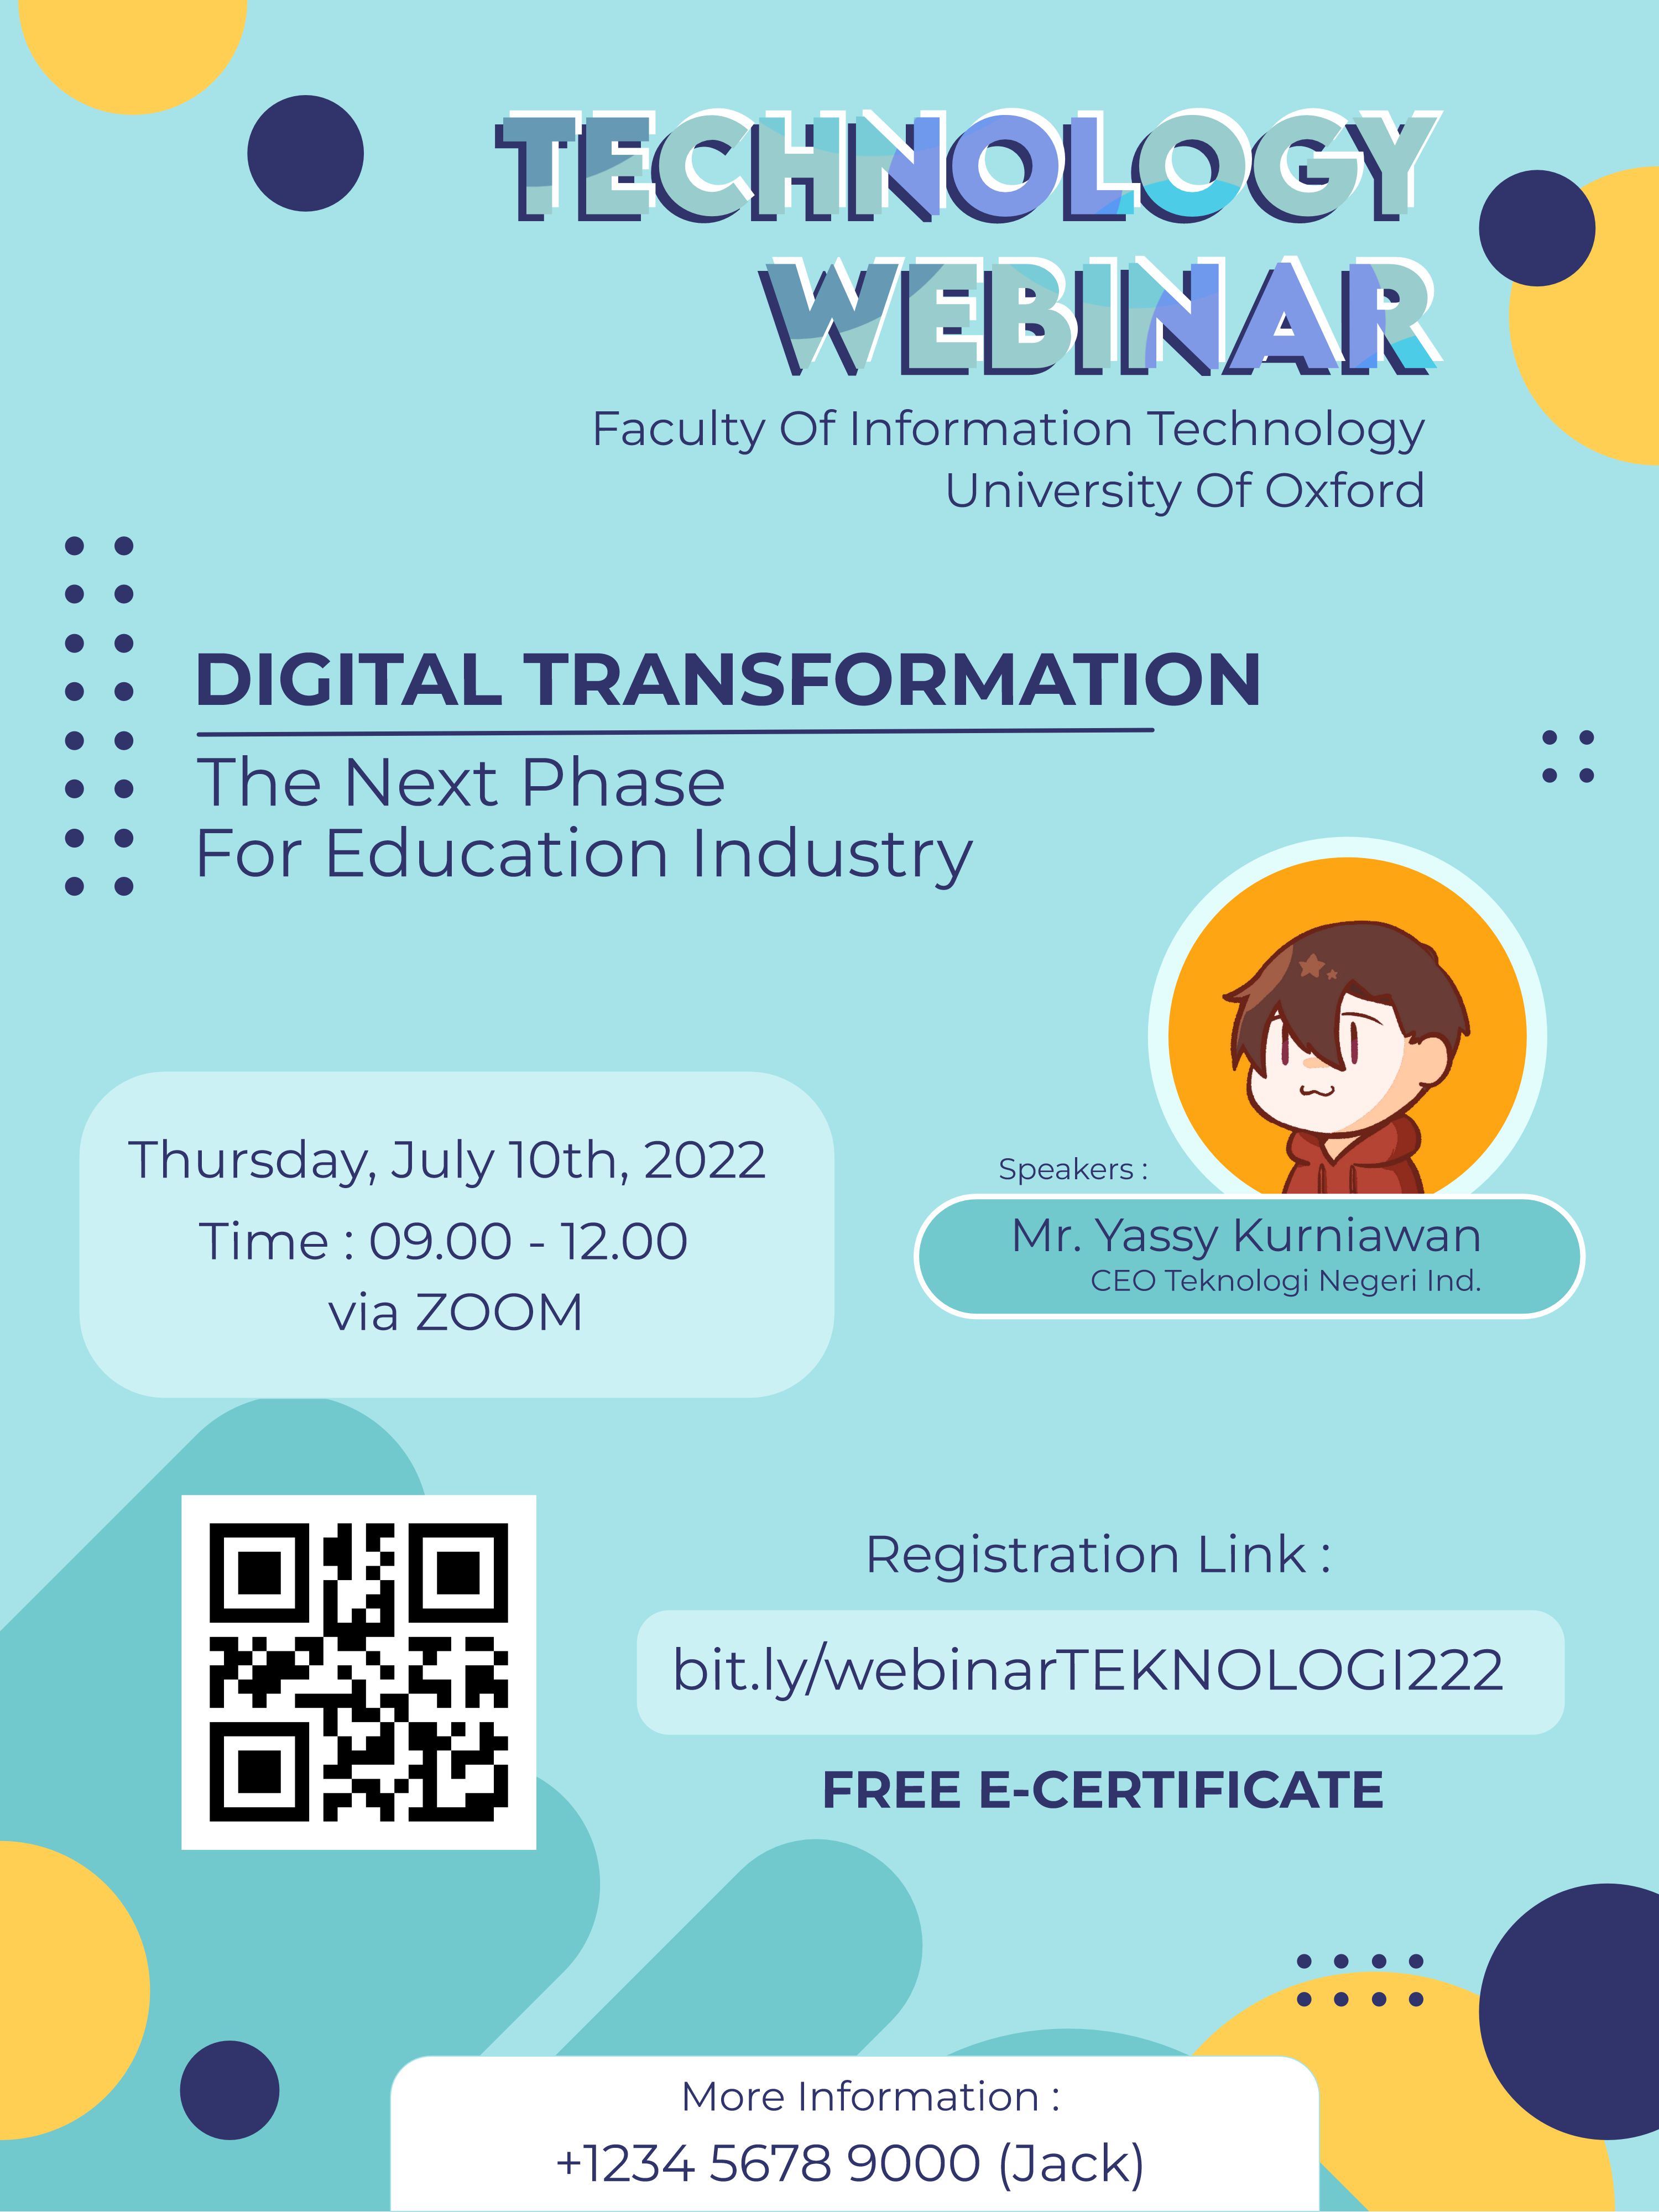 TECHNOLOGY
WEBINAR
Faculty Of Information Technology
University Of Oxford
DIGITAL TRANSFORMATION
The Next Phase
For Education Industry
Thursday, July 10th, 2022
Time : 09.00 - 12.00
via ZOOM
Speakers :
Mr. Yassy Kurniawan
CEO Teknologi Negeri Ind.
Registration Link :
bit.ly/webinarTEKNOLOGI222
FREE E-CERTIFICATE
More Information :
+1234 5678 9000 (Jack)